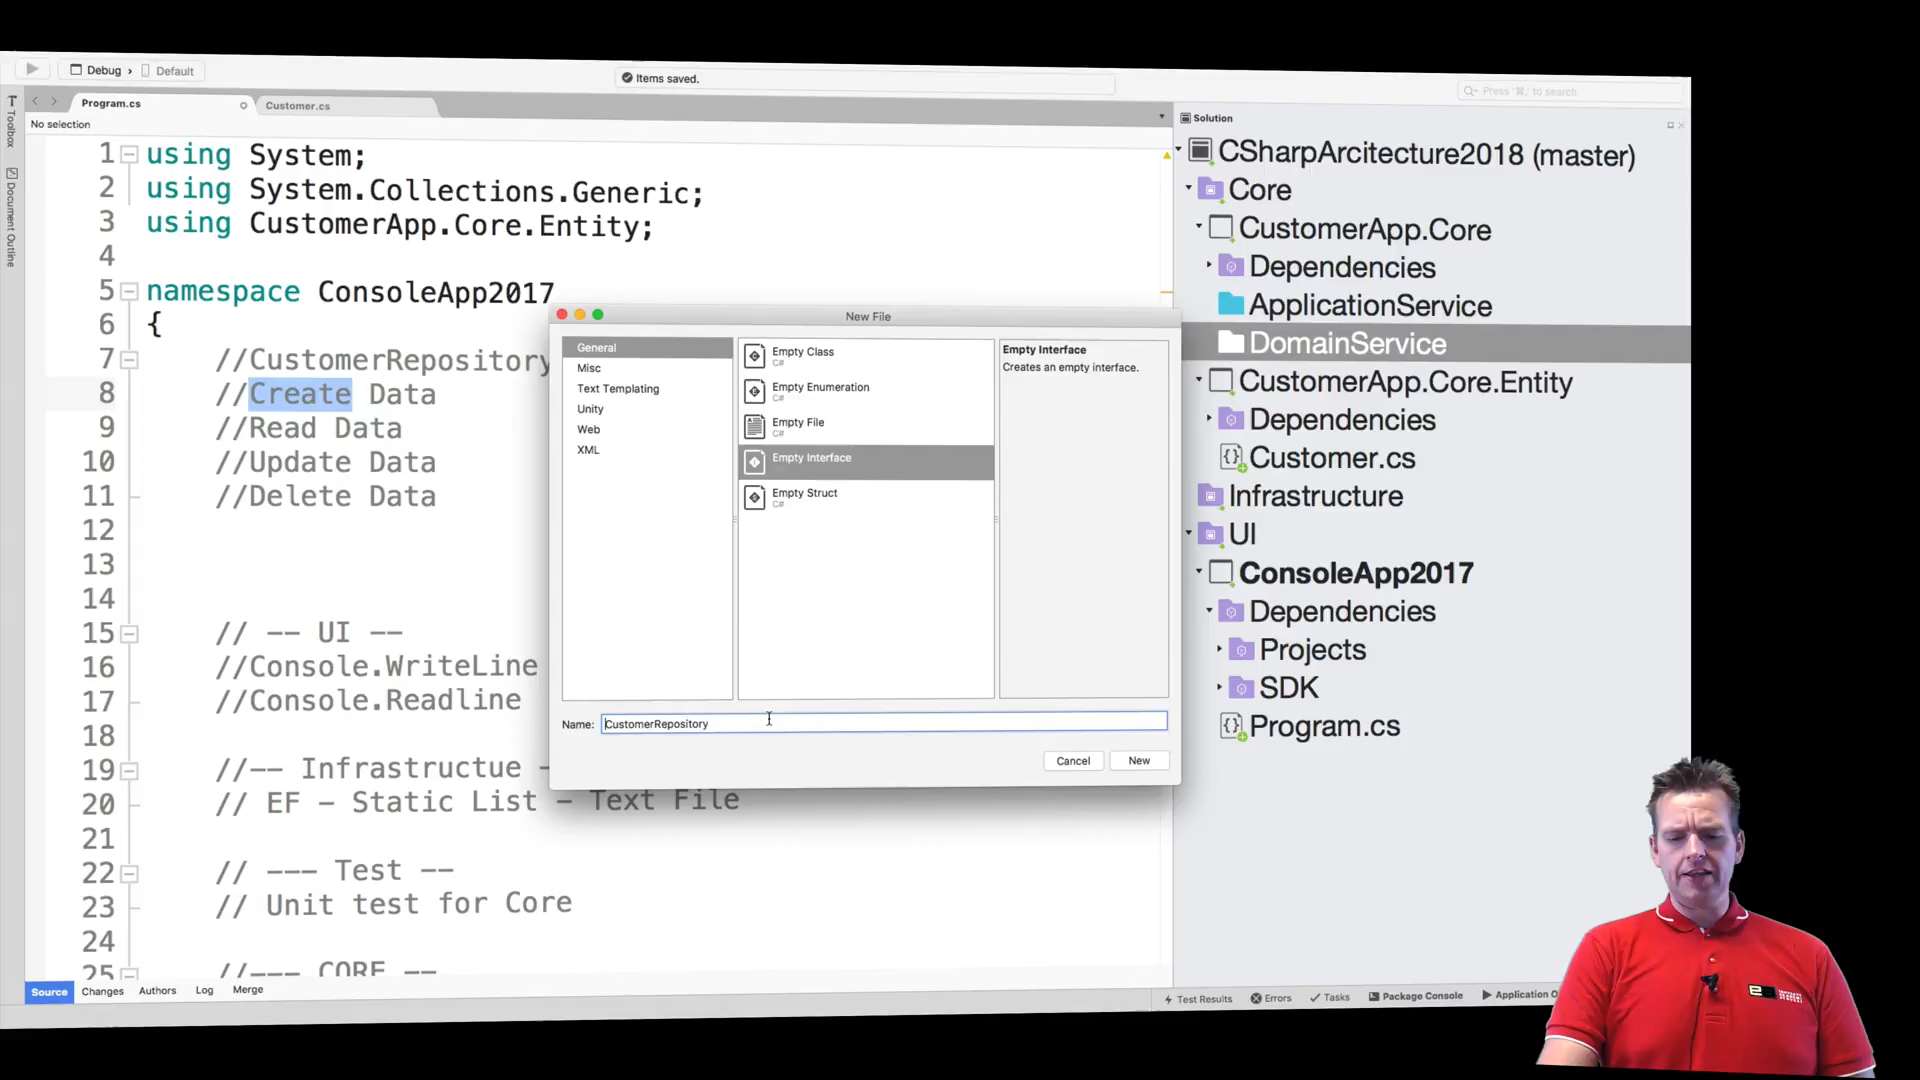 Debug › Default
Items saved.
Press '⌘.' to search
Program.cs
Customer.cs
No selection
Toolbox
Document Outline
1 using System;
2 using System.Collections.Generic;
3 using CustomerApp.Core.Entity;
4
5 namespace ConsoleApp2017
6 {
7 //CustomerRepository
8 //Create Data
9 //Read Data
10 //Update Data
11 //Delete Data
12
13
14
15 // -- UI --
16 //Console.WriteLine
17 //Console.Readline
18
19 //-- Infrastructue -
20 // EF - Static List - Text File
21
22 // --- Test --
23 // Unit test for Core
24
25 //--- CORE --
Source
Changes
Authors
Log
Merge
New File
General
Misc
Text Templating
Unity
Web
XML
Empty Class
C#
Empty Enumeration
C#
Empty File
C#
Empty Interface
Empty Struct
C#
Empty Interface
Creates an empty interface.
Name: CustomerRepository
Cancel
New
Solution
CSharpArcitecture2018 (master)
Core
CustomerApp.Core
Dependencies
ApplicationService
DomainService
CustomerApp.Core.Entity
Dependencies
Customer.cs
Infrastructure
UI
ConsoleApp2017
Dependencies
Projects
SDK
Program.cs
Test Results
Errors
Tasks
Package Console
Application O